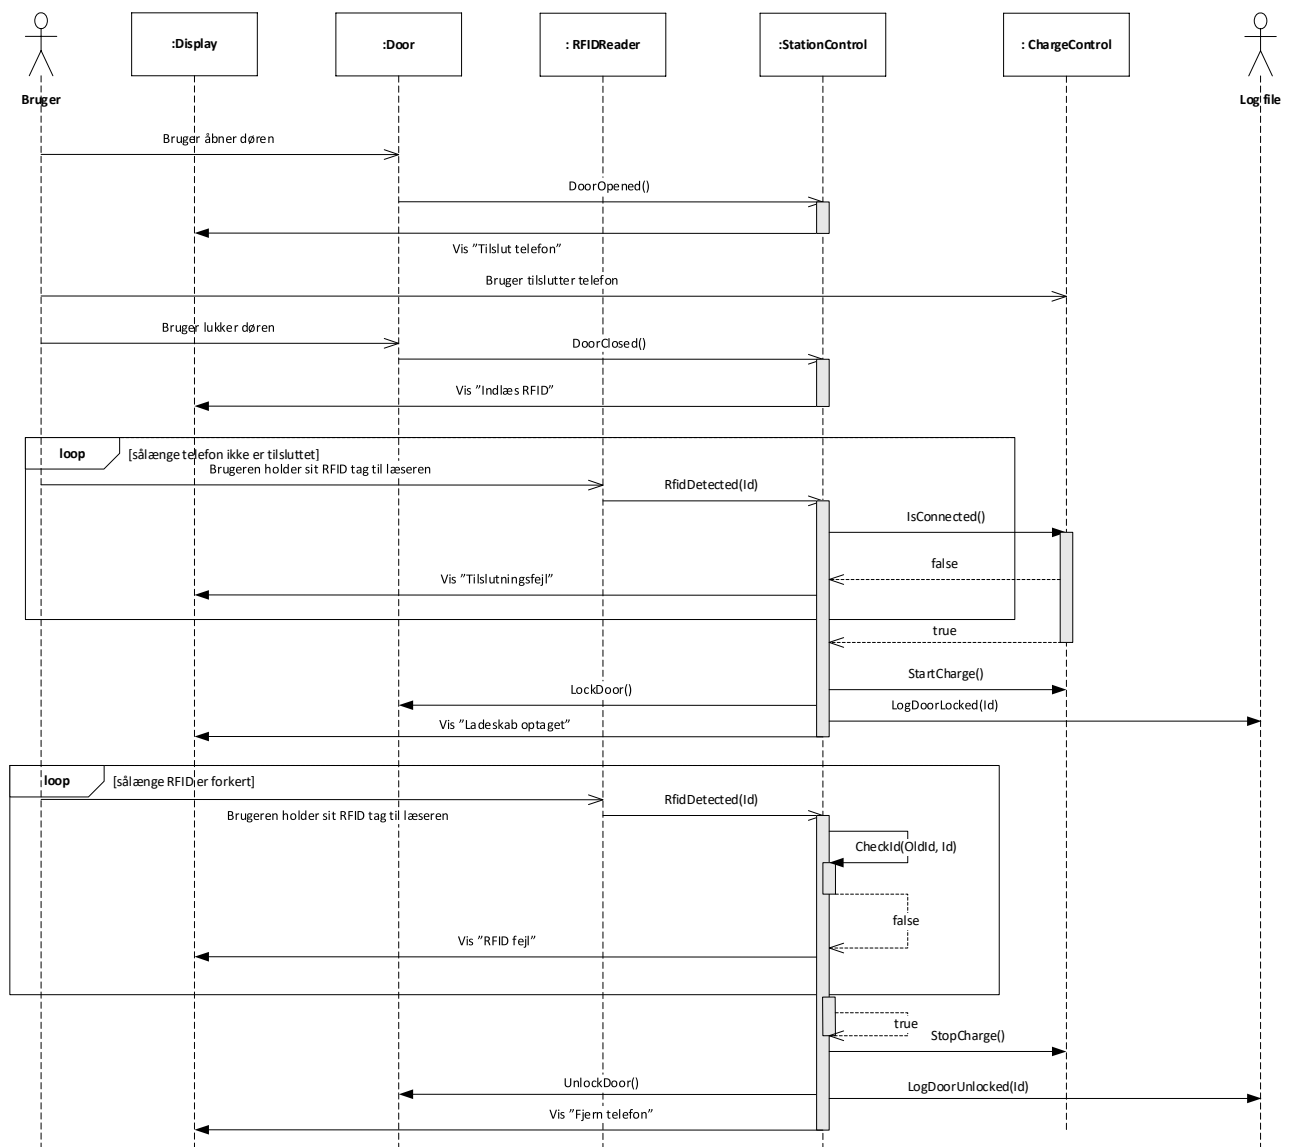 :Display
:Door
: RFIDReader
:StationControl
: ChargeControl
Bruger
Log file
Bruger åbner døren
DoorOpened()
Vis ”Tilslut telefon”
Bruger tilslutter telefon
Bruger lukker døren
DoorClosed()
Vis ”Indlæs RFID”
loop
[sålænge telefon ikke er tilsluttet]
Brugeren holder sit RFID tag til læseren
RfidDetected(Id)
IsConnected()
false
Vis ”Tilslutningsfejl”
true
StartCharge()
LockDoor()
LogDoorLocked(Id)
Vis ”Ladeskab optaget”
loop
[sålænge RFID er forkert]
RfidDetected(Id)
Brugeren holder sit RFID tag til læseren
CheckId(OldId, Id)
false
Vis ”RFID fejl”
true
StopCharge()
UnlockDoor()
LogDoorUnlocked(Id)
Vis ”Fjern telefon”